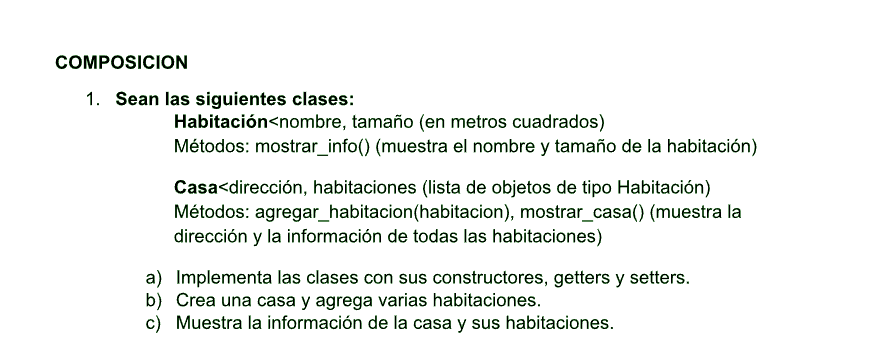 COMPOSICION
1. Sean las siguientes clases:
Habitación<nombre, tamaño (en metros cuadrados)
Métodos: mostrar_info() (muestra el nombre y tamaño de la habitación)
Casa<dirección, habitaciones (lista de objetos de tipo Habitación)
Métodos: agregar_habitacion(habitacion), mostrar_casa() (muestra la
dirección y la información de todas las habitaciones)
a) Implementa las clases con sus constructores, getters y setters.
b) Crea una casa y agrega varias habitaciones.
c) Muestra la información de la casa y sus habitaciones.